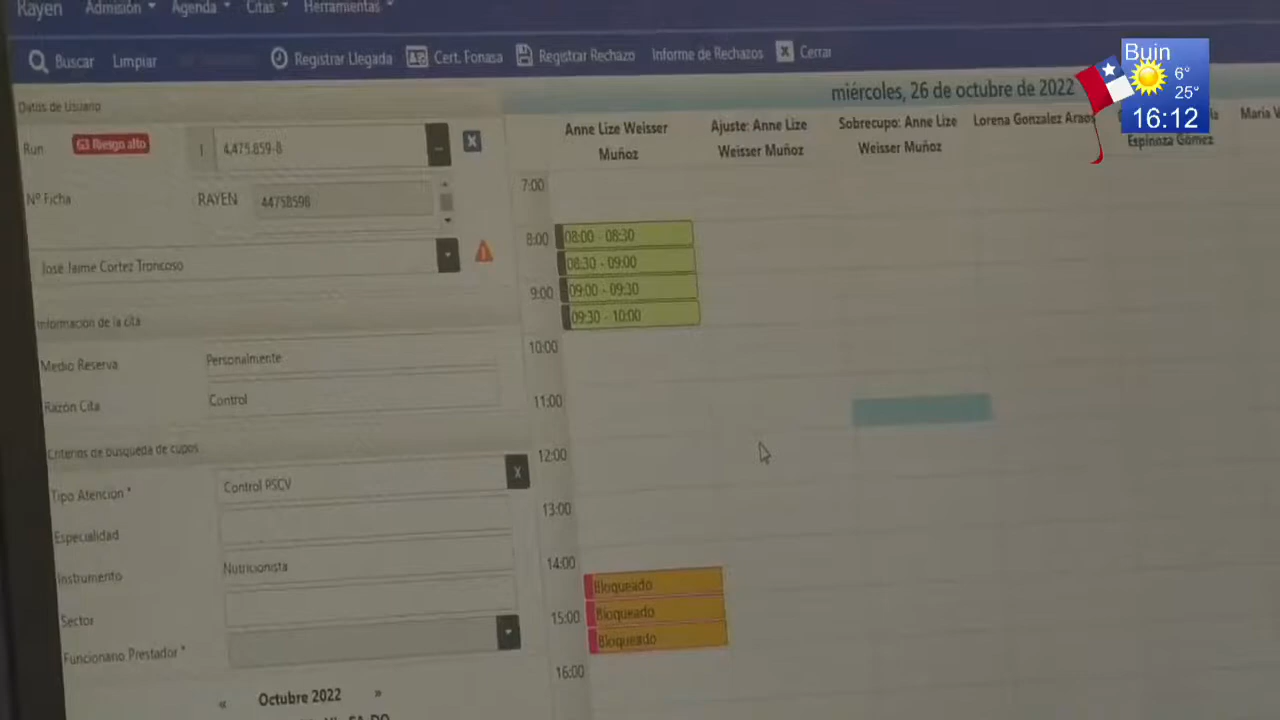 Rayen Admisión Agenda Citas Herramientas
Buscar Limpiar Registrar Llegada Cert. Fonasa Registrar Rechazo Informe de Rechazos Cerrar
Buin
6°
25°
16:12
miércoles, 26 de octubre de 2022
Datos de Usuario
Run G3 Riesgo alto 4.475.859-8
Nº Ficha RAYEN 44758598
José Jaime Cortez Troncoso
Información de la cita
Medio Reserva Personalmente
Razón Cita Control
Criterios de búsqueda de cupos
Tipo Atención * Control PSCV
Especialidad
Instrumento Nutricionista
Sector
Funcionario Prestador *
« Octubre 2022 »
SA DO
Anne Lize Weisser Muñoz
Ajuste: Anne Lize Weisser Muñoz
Sobrecupo: Anne Lize Weisser Muñoz
Lorena Gonzalez Araos
Espinoza Gómez
Maria
7:00
8:00
08:00 - 08:30
08:30 - 09:00
9:00
09:00 - 09:30
09:30 - 10:00
10:00
11:00
12:00
13:00
14:00
Bloqueado
15:00
Bloqueado
Bloqueado
16:00